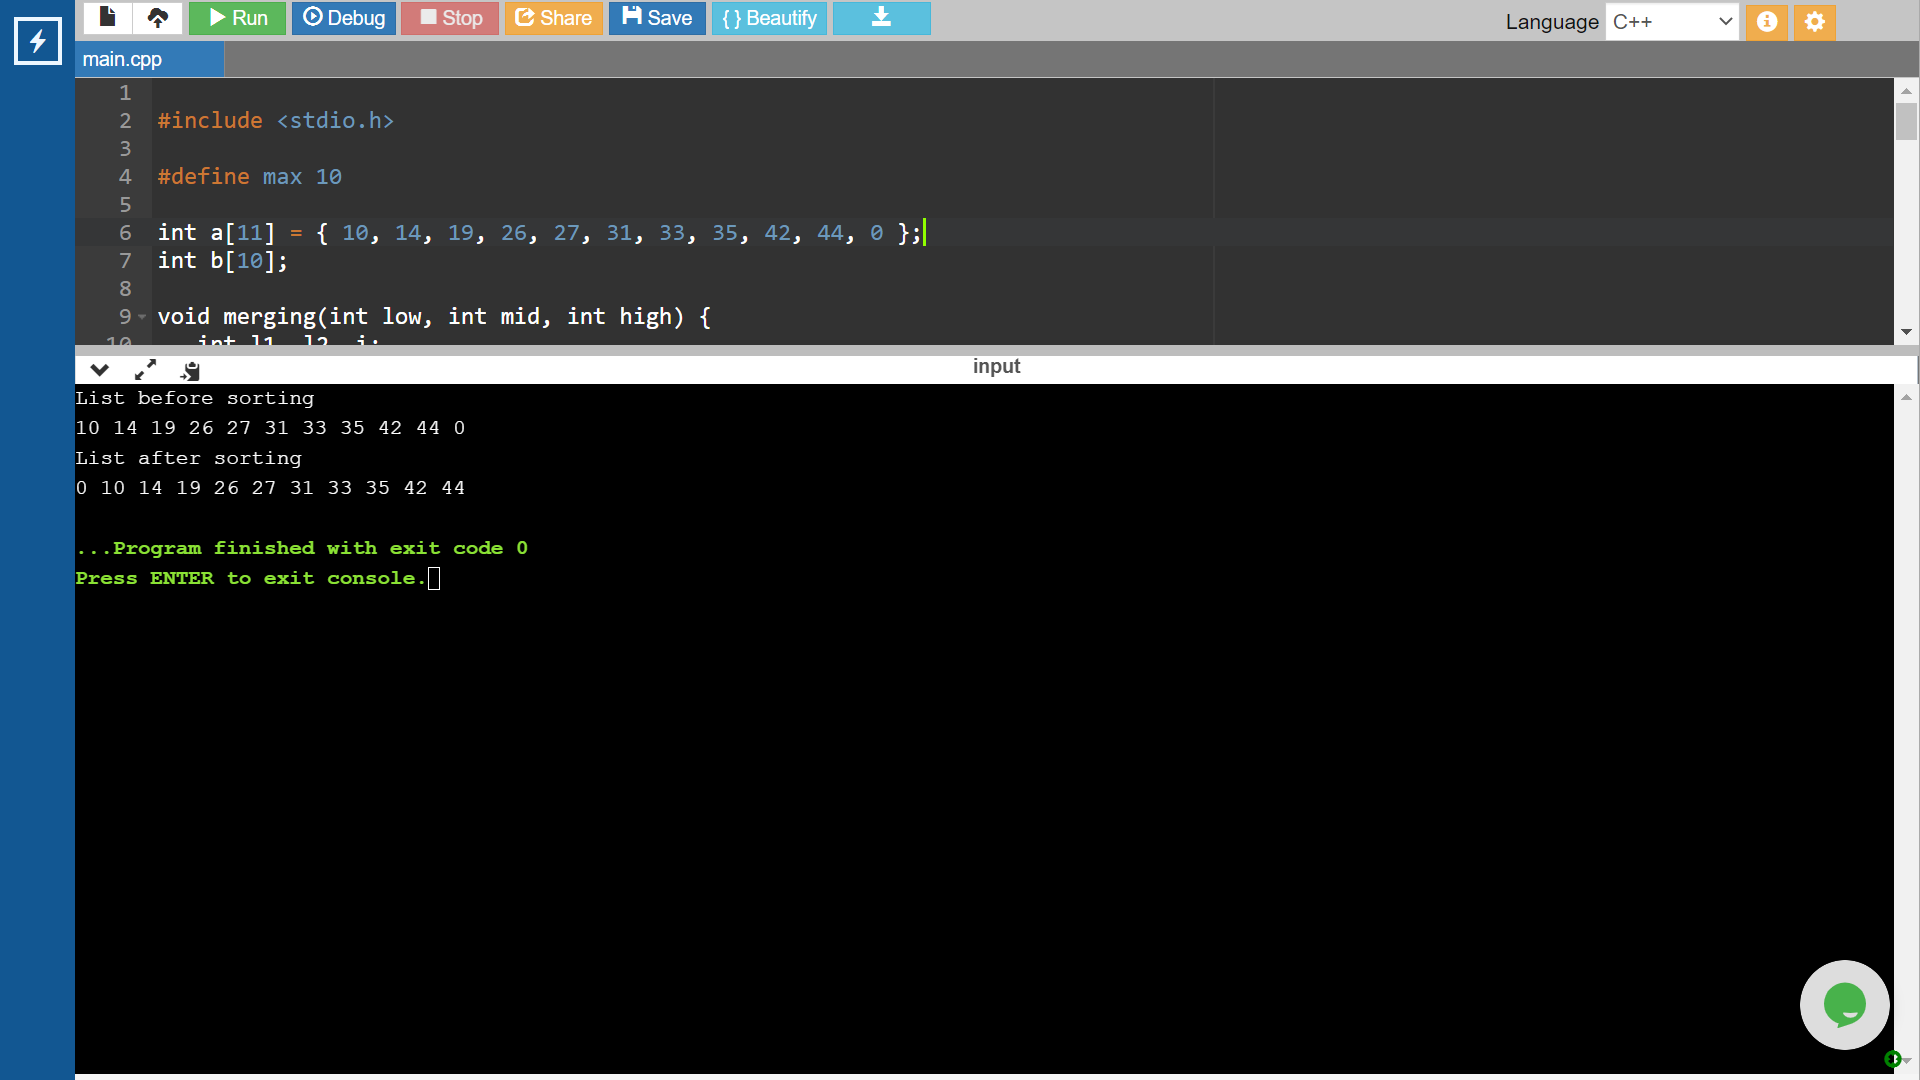 Run Debug Stop Share Save { } Beautify Language C++
main.cpp
1
2 #include <stdio.h>
3
4 #define max 10
5
6 int a[11] = { 10, 14, 19, 26, 27, 31, 33, 35, 42, 44, 0 };
7 int b[10];
8
9 void merging(int low, int mid, int high) {
10 int l1, l2, i;
input
List before sorting
10 14 19 26 27 31 33 35 42 44 0
List after sorting
0 10 14 19 26 27 31 33 35 42 44
...Program finished with exit code 0
Press ENTER to exit console.